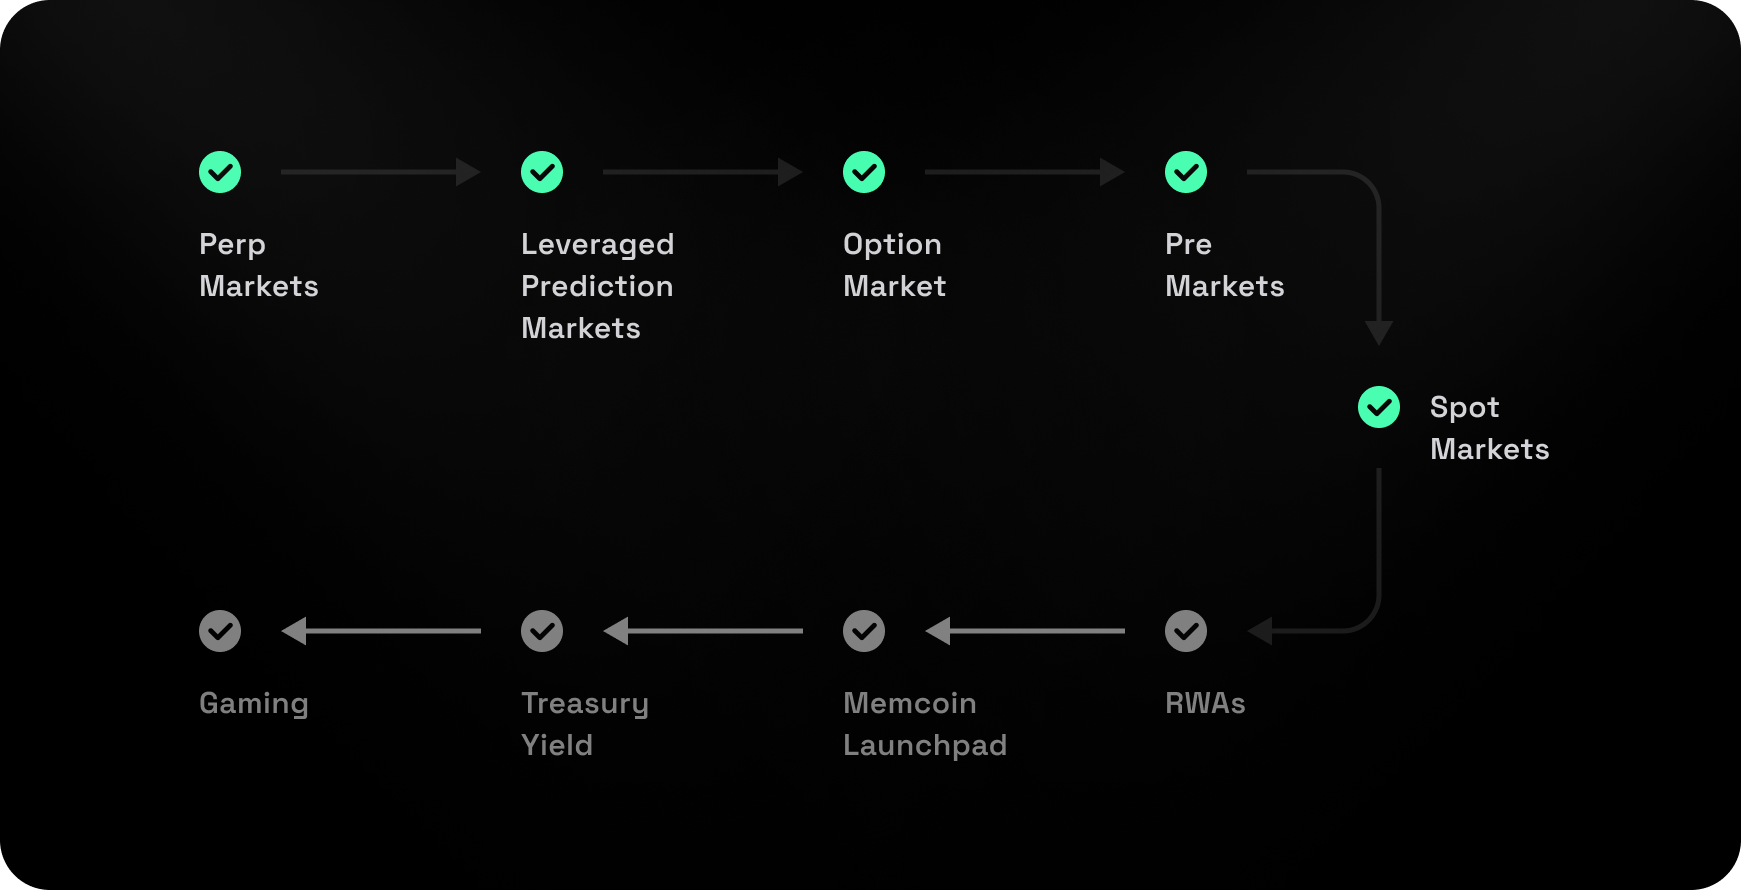 Perp
Markets
Leveraged
Prediction
Markets
Option
Market
Pre
Markets
Spot
Markets
Gaming
Treasury
Yield
Memcoin
Launchpad
RWAs